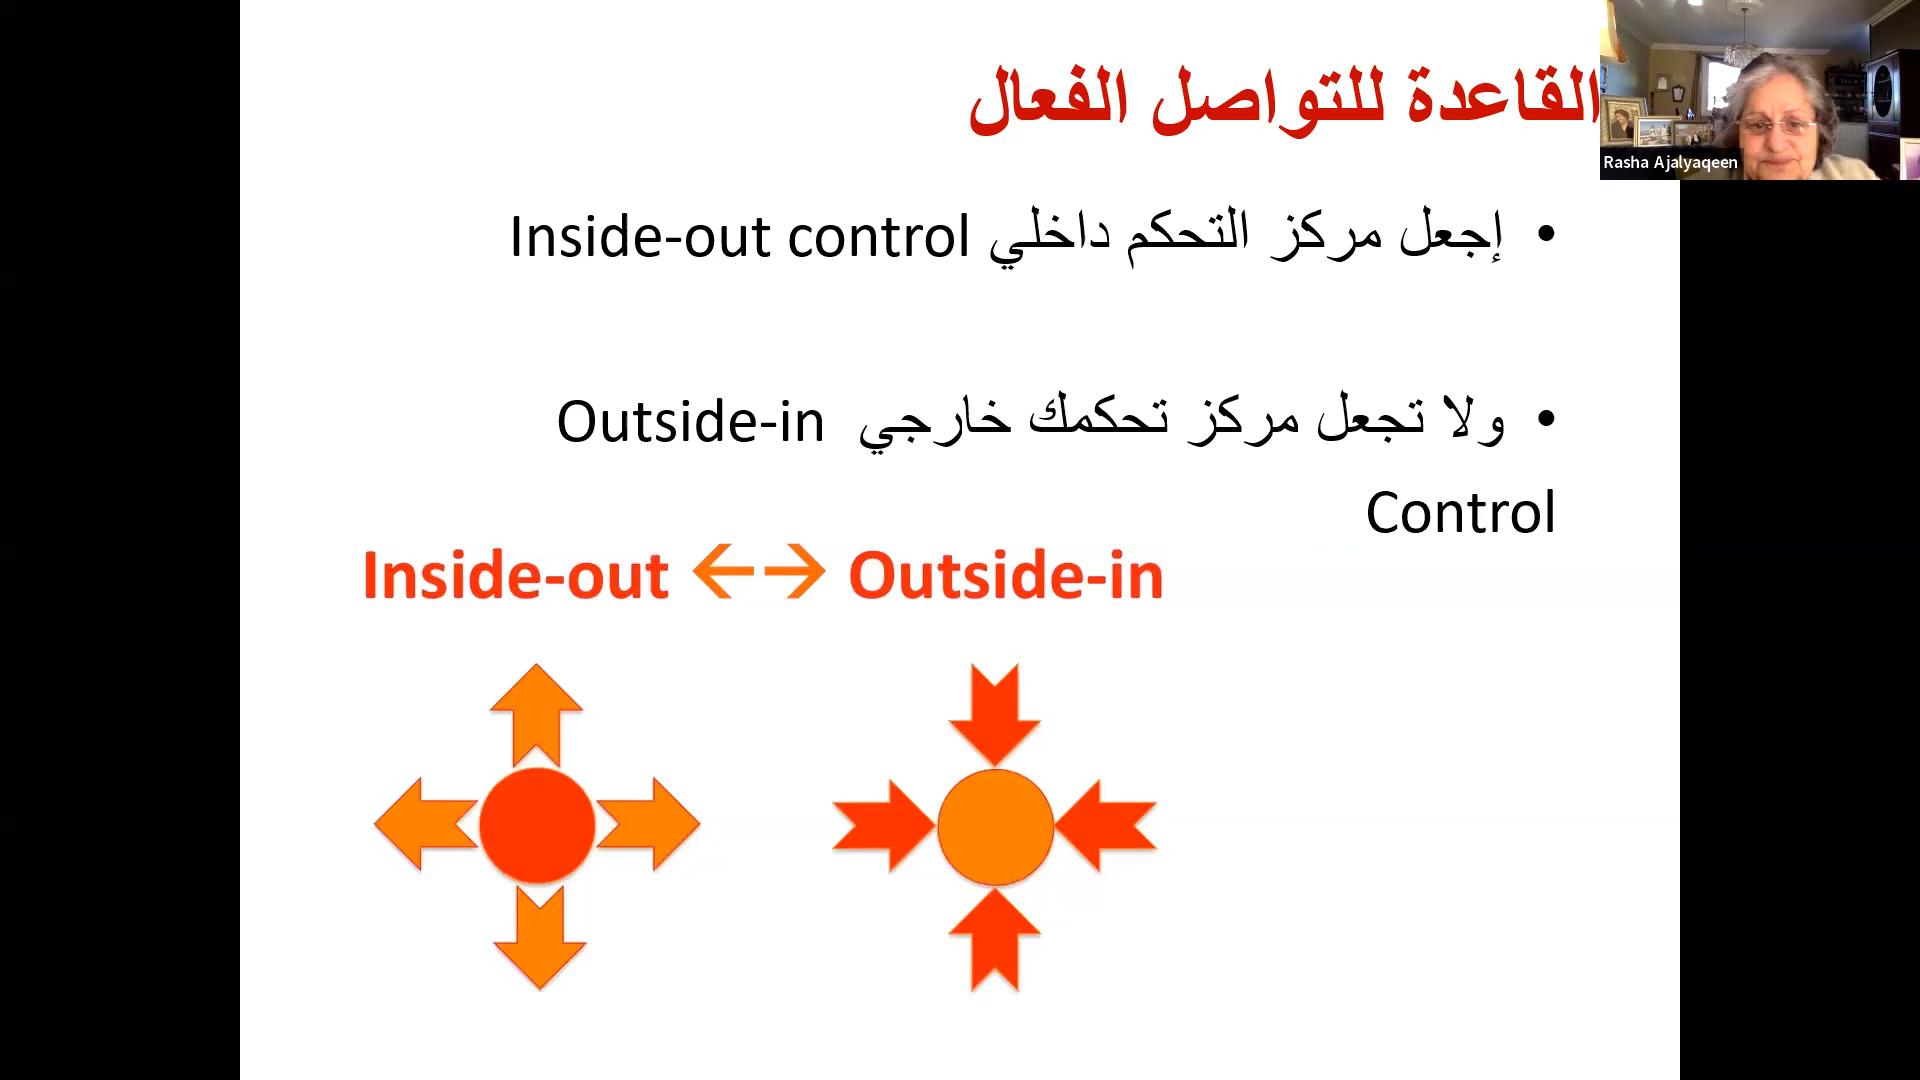 القاعدة للتواصل الفعال
Rasha Ajalyaqeen
• إجعل مركز التحكم داخلي Inside-out control
• ولا تجعل مركز تحكمك خارجي Outside-in
Control
Inside-out ←→ Outside-in